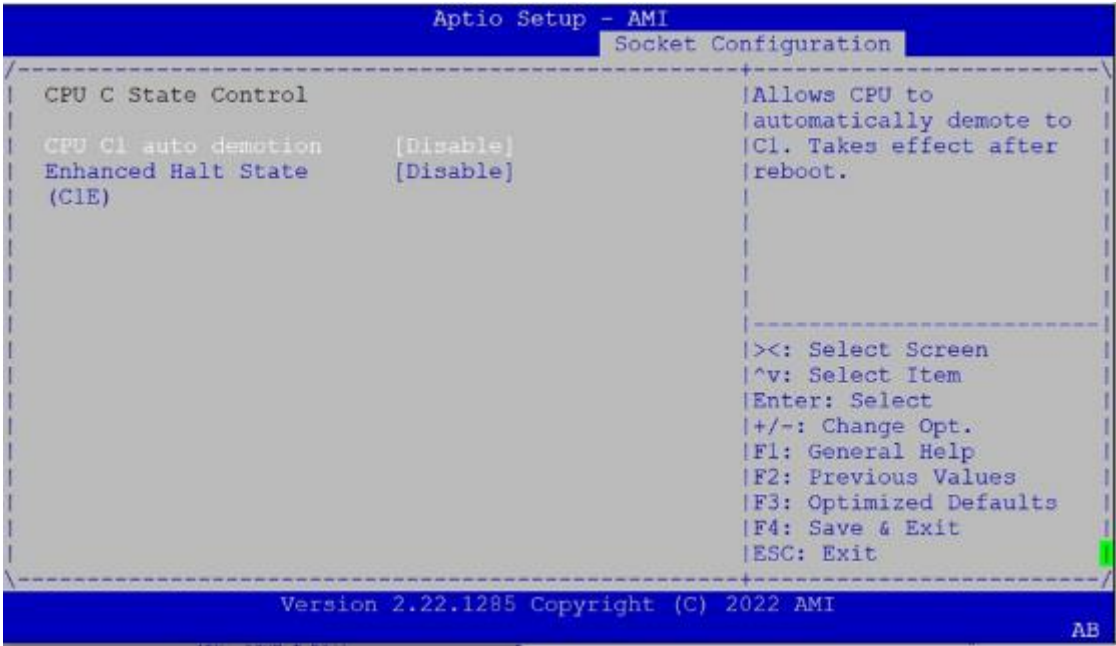 Aptio Setup - AMI
Socket Configuration
CPU C State Control
CPU C1 auto demotion [Disable]
Enhanced Halt State [Disable]
(C1E)
Allows CPU to
automatically demote to
C1. Takes effect after
reboot.
><: Select Screen
^v: Select Item
Enter: Select
+/-: Change Opt.
F1: General Help
F2: Previous Values
F3: Optimized Defaults
F4: Save & Exit
ESC: Exit
Version 2.22.1285 Copyright (C) 2022 AMI
AB